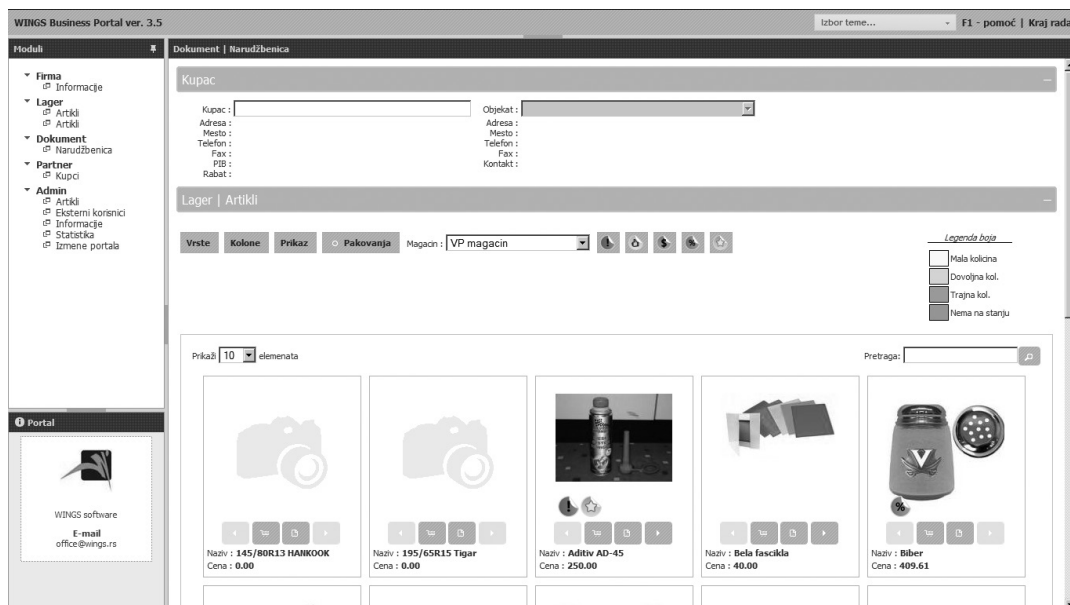 WINGS Business Portal ver. 3.5
Izbor teme...
F1 - pomoć | Kraj rada
Moduli
Firma
Informacije
Lager
Artikli
Artikli
Dokument
Narudžbenica
Partner
Kupci
Admin
Artikli
Eksterni korisnici
Informacije
Statistika
Izmene portala
Portal
WINGS software
E-mail
office@wings.rs
Dokument | Narudžbenica
Kupac
Kupac :
Adresa :
Mesto :
Telefon :
Fax :
PIB :
Rabat :
Objekat :
Adresa :
Mesto :
Telefon :
Fax :
Kontakt :
Lager | Artikli
Vrste Kolone Prikaz Pakovanja Magacin : VP magacin
Legenda boja
Mala kolicina
Dovoljna kol.
Trajna kol.
Nema na stanju
Prikaži 10 elemenata
Pretraga:
Naziv : 145/80R13 HANKOOK
Cena : 0.00
Naziv : 195/65R15 Tigar
Cena : 0.00
Naziv : Aditiv AD-45
Cena : 250.00
Naziv : Bela fascikla
Cena : 40.00
Naziv : Biber
Cena : 409.61